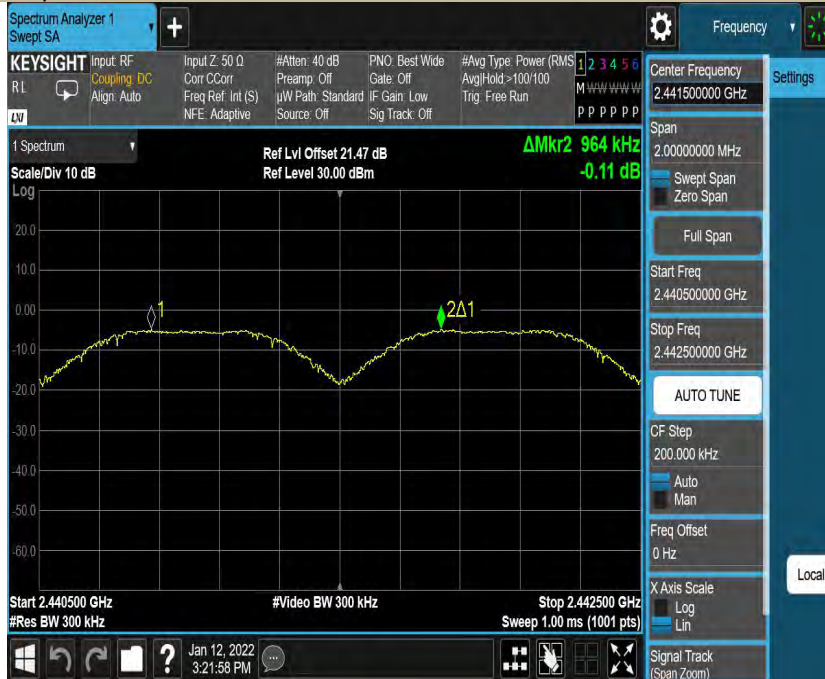 Spectrum Analyzer 1
Swept SA
+
Frequency
KEYSIGHT
RL
LXI
Input: RF
Coupling: DC
Align: Auto
Input Z: 50 Ω
Corr CCorr
Freq Ref: Int (S)
NFE: Adaptive
#Atten: 40 dB
Preamp: Off
µW Path: Standard
Source: Off
PNO: Best Wide
Gate: Off
IF Gain: Low
Sig Track: Off
#Avg Type: Power (RMS
Avg|Hold:>100/100
Trig: Free Run
1 2 3 4 5 6
M W W W W W
P P P P P P
1 Spectrum
Scale/Div 10 dB
Log
Ref Lvl Offset 21.47 dB
Ref Level 30.00 dBm
ΔMkr2 964 kHz
-0.11 dB
20.0
10.0
0.00
-10.0
-20.0
-30.0
-40.0
-50.0
-60.0
1
2Δ1
Start 2.440500 GHz
#Res BW 300 kHz
#Video BW 300 kHz
Stop 2.442500 GHz
Sweep 1.00 ms (1001 pts)
?
Jan 12, 2022
3:21:58 PM
Center Frequency
2.441500000 GHz
Settings
Span
2.00000000 MHz
Swept Span
Zero Span
Full Span
Start Freq
2.440500000 GHz
Stop Freq
2.442500000 GHz
AUTO TUNE
CF Step
200.000 kHz
Auto
Man
Freq Offset
0 Hz
Local
X Axis Scale
Log
Lin
Signal Track
(Span Zoom)